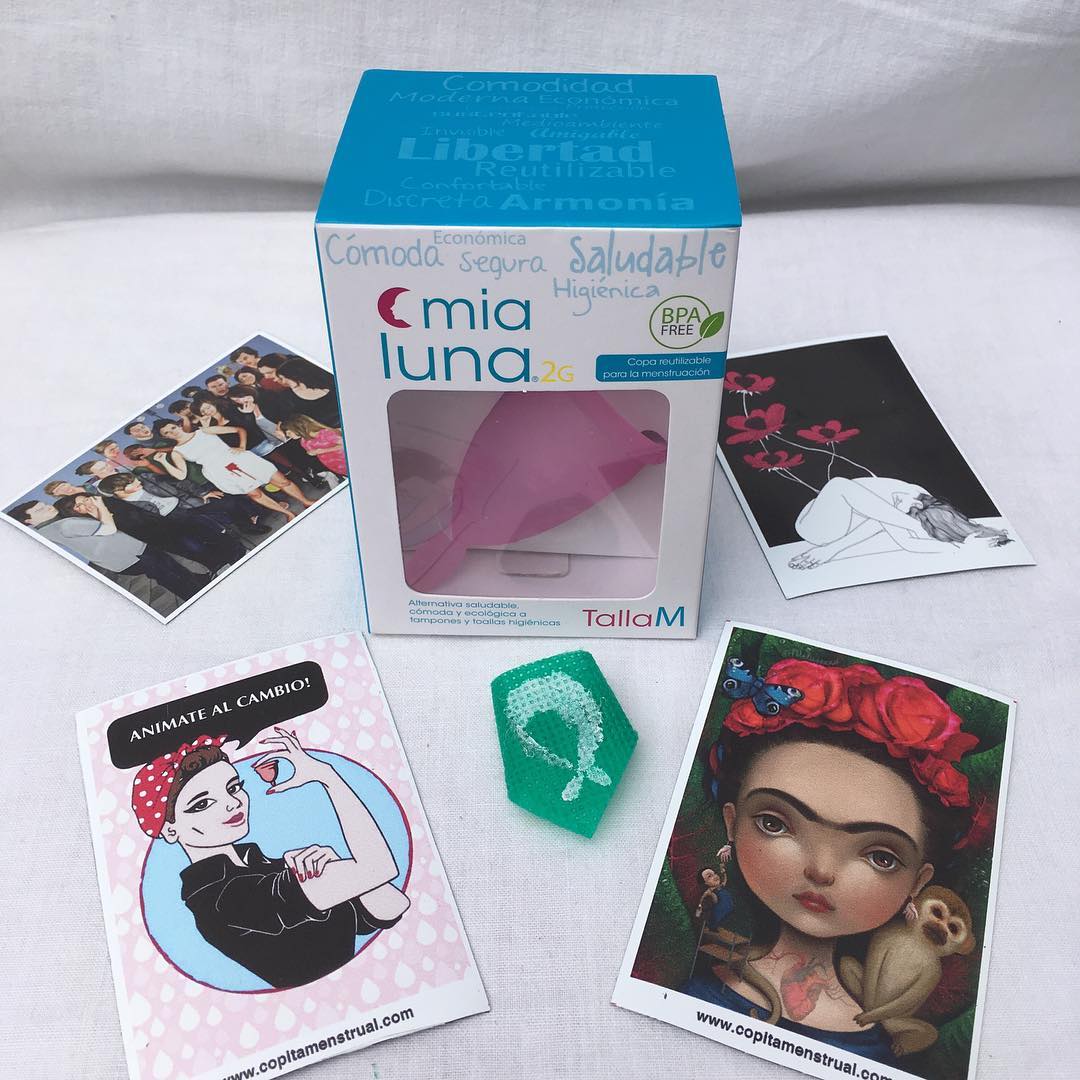 Comodidad
Moderna Económica
Medioambiente
Invisible Amigable
Libertad
Reutilizable
Confortable
Discreta Armonía
Cómoda Económica Saludable
Segura
Higiénica
mia
luna® 2G
BPA
FREE
Copa reutilizable
para la menstruación
Alternativa saludable,
cómoda y ecológica a
tampones y toallas higiénicas
Talla M
ANIMATE AL CAMBIO!
www.copitamenstrual.com
www.copitamenstrual.com